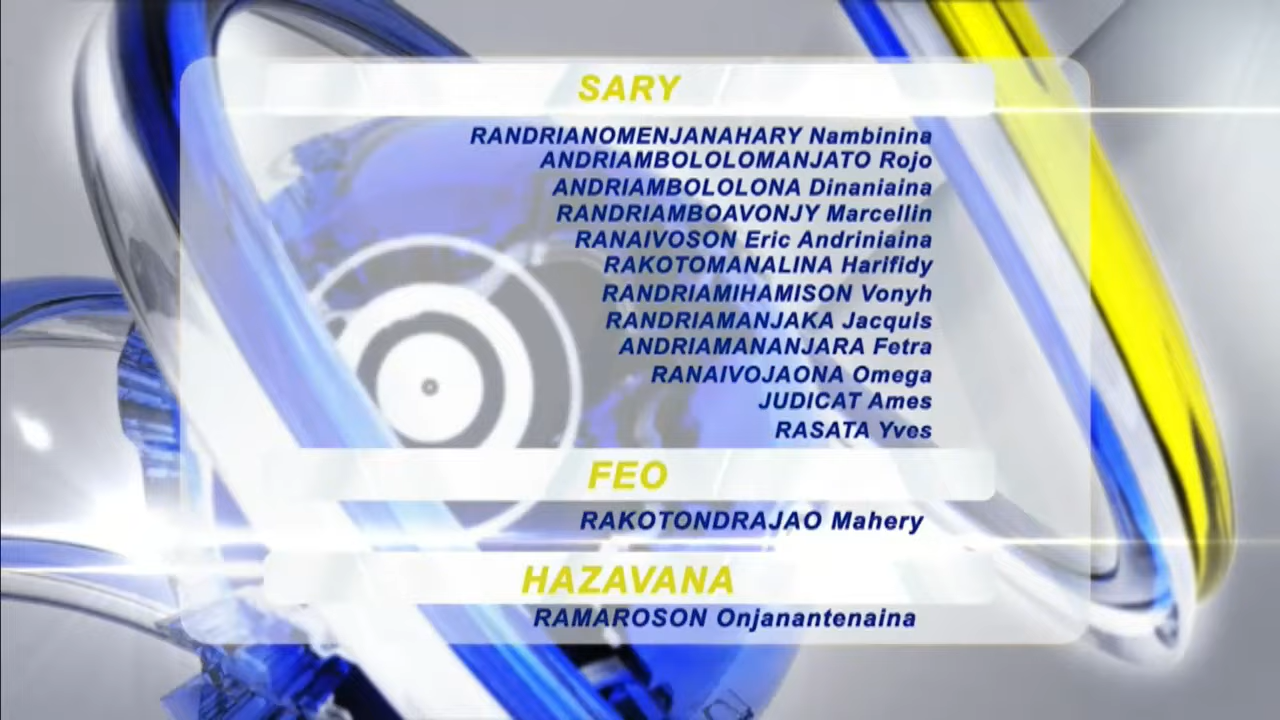 SARY
RANDRIANOMENJANAHARY Nambinina
ANDRIAMBOLOLOMANJATO Rojo
ANDRIAMBOLOLONA Dinaniaina
RANDRIAMBOAVONJY Marcellin
RANAIVOSON Eric Andriniaina
RAKOTOMANALINA Harifidy
RANDRIAMIHAMISON Vonyh
RANDRIAMANJAKA Jacquis
ANDRIAMANANJARA Fetra
RANAIVOJAONA Omega
JUDICAT Ames
RASATA Yves
FEO
RAKOTONDRAJAO Mahery
HAZAVANA
RAMAROSON Onjanantenaina